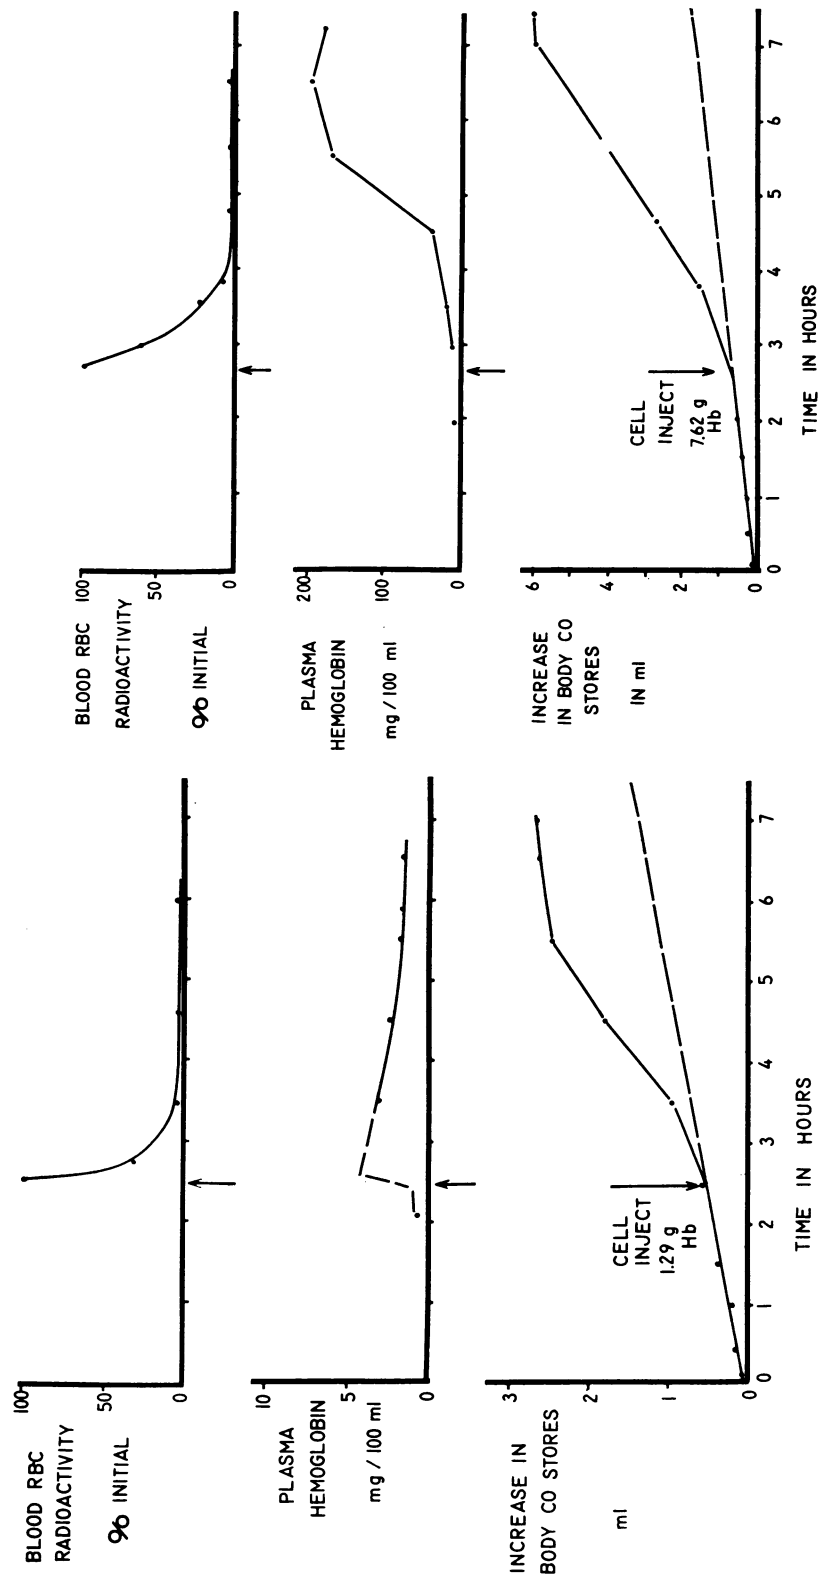 BLOOD RBC
RADIOACTIVITY
% INITIAL
100
50
0
PLASMA
HEMOGLOBIN
mg / 100 ml
10
5
0
INCREASE IN
BODY CO STORES
ml
3
2
1
0
CELL
INJECT
1.29 g
Hb
0 1 2 3 4 5 6 7
TIME IN HOURS
BLOOD RBC
RADIOACTIVITY
% INITIAL
100
50
0
PLASMA
HEMOGLOBIN
mg / 100 ml
200
100
0
INCREASE
IN BODY CO
STORES
IN ml
6
4
2
0
CELL
INJECT
7.62 g
Hb
0 1 2 3 4 5 6 7
TIME IN HOURS